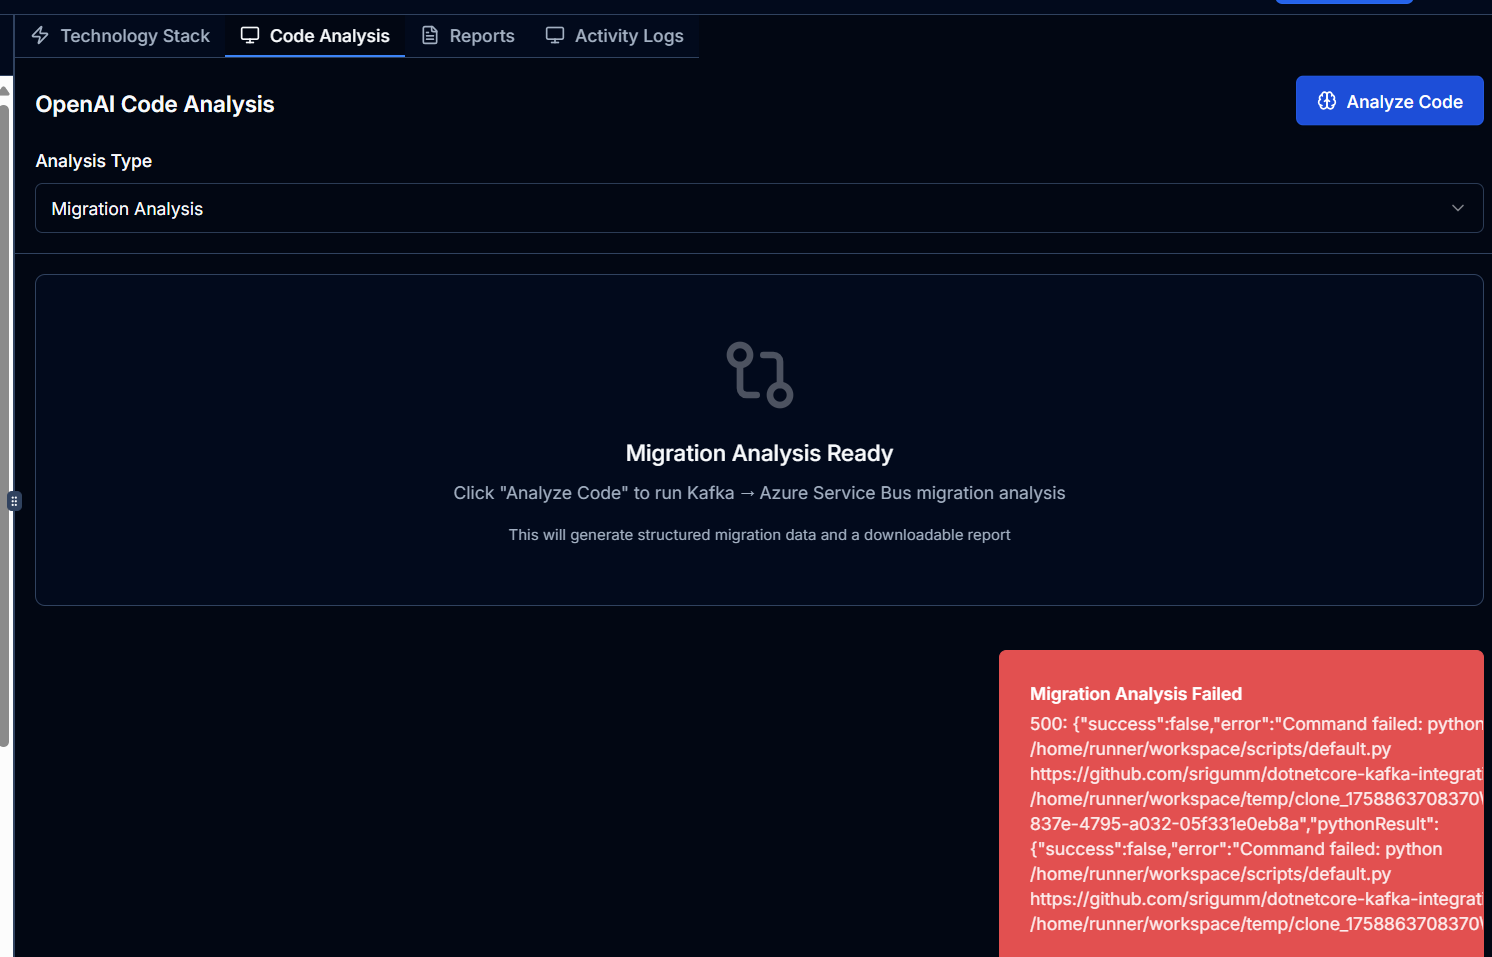 Technology Stack
Code Analysis
Reports
Activity Logs
OpenAI Code Analysis
Analyze Code
Analysis Type
Migration Analysis
Migration Analysis Ready
Click "Analyze Code" to run Kafka → Azure Service Bus migration analysis
This will generate structured migration data and a downloadable report
Migration Analysis Failed
500: {"success":false,"error":"Command failed: python
/home/runner/workspace/scripts/default.py
https://github.com/srigumm/dotnetcore-kafka-integrati
/home/runner/workspace/temp/clone_1758863708370\
837e-4795-a032-05f331e0eb8a","pythonResult":
{"success":false,"error":"Command failed: python
/home/runner/workspace/scripts/default.py
https://github.com/srigumm/dotnetcore-kafka-integrati
/home/runner/workspace/temp/clone_1758863708370\